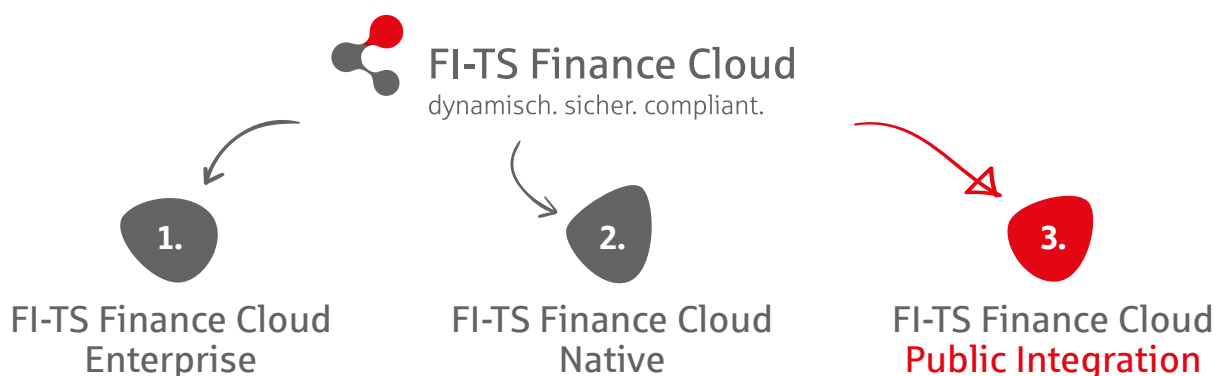 FI-TS Finance Cloud
dynamisch. sicher. compliant.
1.
2.
3.
FI-TS Finance Cloud
Enterprise
FI-TS Finance Cloud
Native
FI-TS Finance Cloud
Public Integration